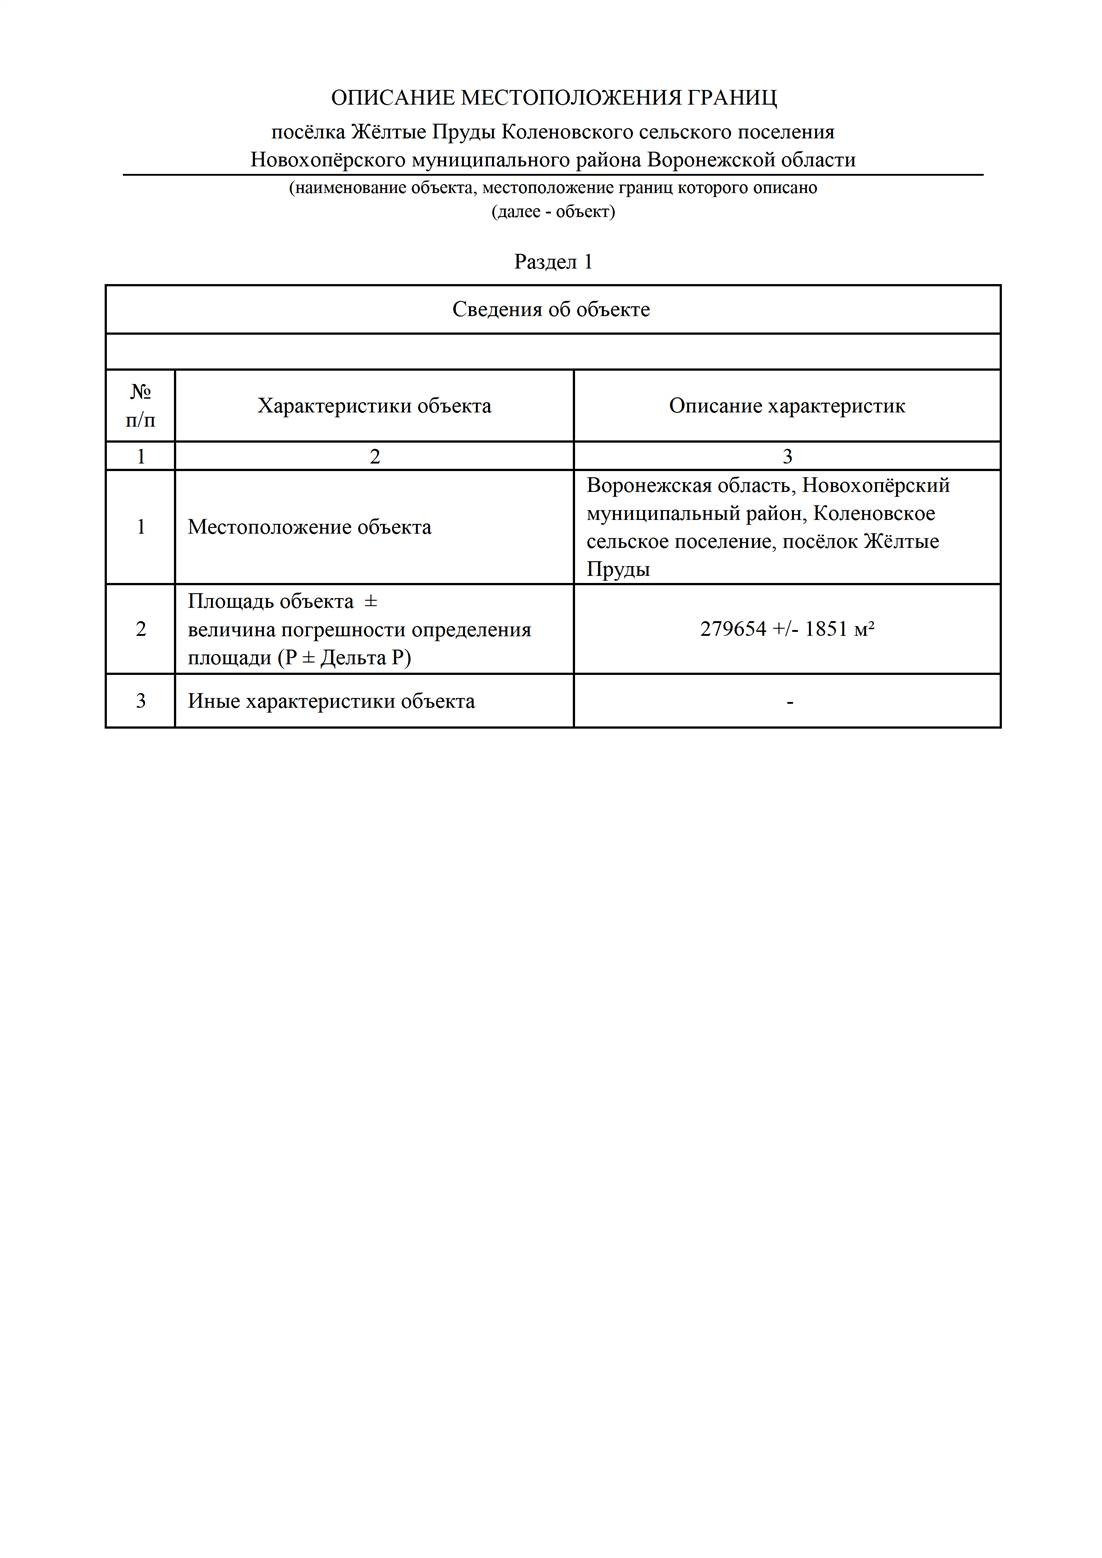 ОПИСАНИЕ МЕСТОПОЛОЖЕНИЯ ГРАНИЦ
посёлка Жёлтые Пруды Коленовского сельского поселения
Новохопёрского муниципального района Воронежской области
(наименование объекта, местоположение границ которого описано
(далее - объект)
Раздел 1
Сведения об объекте
№
п/п
Характеристики объекта
Описание характеристик
1
2
3
1
Местоположение объекта
Воронежская область, Новохопёрский
муниципальный район, Коленовское
сельское поселение, посёлок Жёлтые
Пруды
2
Площадь объекта ±
величина погрешности определения
площади (P ± Дельта P)
279654 +/- 1851 м²
3
Иные характеристики объекта
-